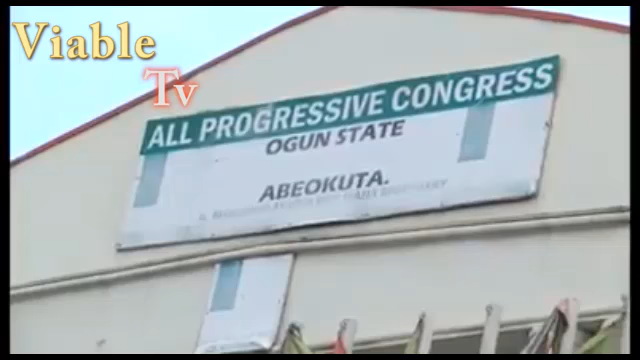 Viable
Tv
ALL PROGRESSIVE CONGRESS
OGUN STATE
ABEOKUTA.